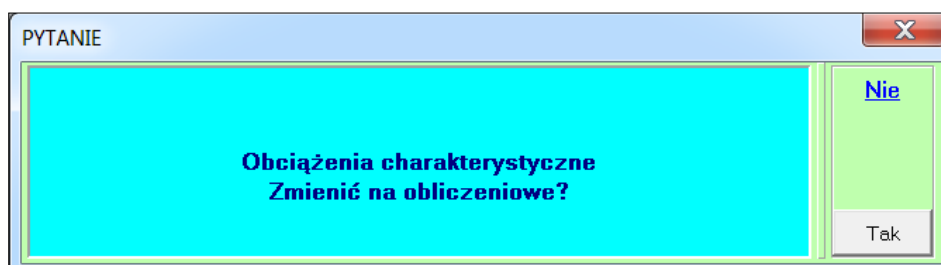 PYTANIE
Obciążenia charakterystyczne
Zmienić na obliczeniowe?
Nie
Tak